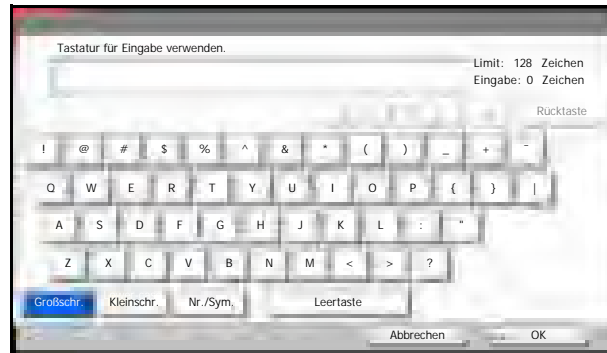 Tastatur für Eingabe verwenden.
Limit: 128 Zeichen
Eingabe: 0 Zeichen
Rücktaste
! @ # $ % ^ & * ( ) _ + ~
Q W E R T Y U I O P { } |
A S D F G H J K L : "
Z X C V B N M < > ?
Großschr. Kleinschr. Nr./Sym. Leertaste
Abbrechen OK